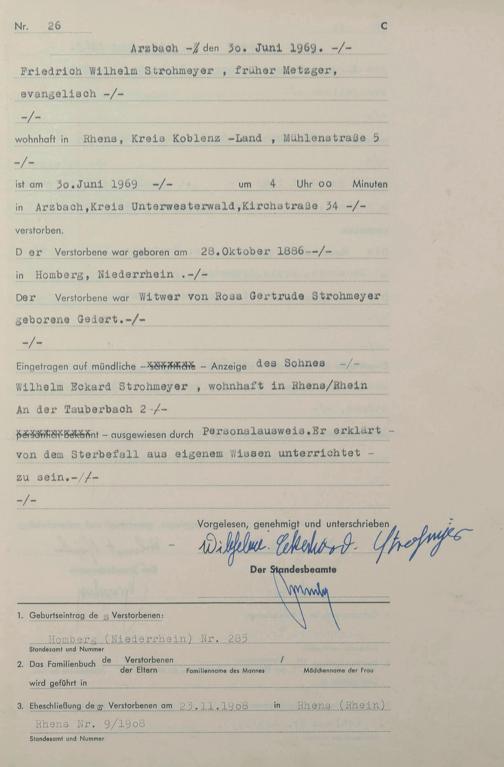 Nr. 26 C
Arzbach -/- den 30. Juni 1969. -/-
Friedrich Wilhelm Strohmeyer , früher Metzger,
evangelisch -/-
-/-
wohnhaft in Rhens, Kreis Koblenz -Land , Mühlenstraße 5
-/-
ist am 30.Juni 1969 -/- um 4 Uhr 00 Minuten
in Arzbach,Kreis Unterwesterwald,Kirchstraße 34 -/-
verstorben.
D er Verstorbene war geboren am 28.Oktober 1886--/-
in Homberg, Niederrhein .-/-
Der Verstorbene war Witwer von Rosa Gertrude Strohmeyer
geborene Gedert.-/-
-/-
Eingetragen auf mündliche – schriftliche – Anzeige des Sohnes -/-
Wilhelm Eckard Strohmeyer , wohnhaft in Rhens/Rhein
An der Tauberbach 2 -/-
persönlich bekannt – ausgewiesen durch Personalausweis.Er erklärt -
von dem Sterbefall aus eigenem Wissen unterrichtet -
zu sein.-/-
-/-
Vorgelesen, genehmigt und unterschrieben
Wilhelm Eckehard Strohmeyer
Der Standesbeamte
1. Geburtseintrag des Verstorbenen:
Homberg (Niederrhein) Nr. 285
Standesamt und Nummer
2. Das Familienbuch de Verstorbenen /
der Eltern Familienname des Mannes Mädchenname der Frau
wird geführt in
3. Eheschließung des Verstorbenen am 23.11.1908 in Rhens (Rhein)
Rhens Nr. 9/1908
Standesamt und Nummer